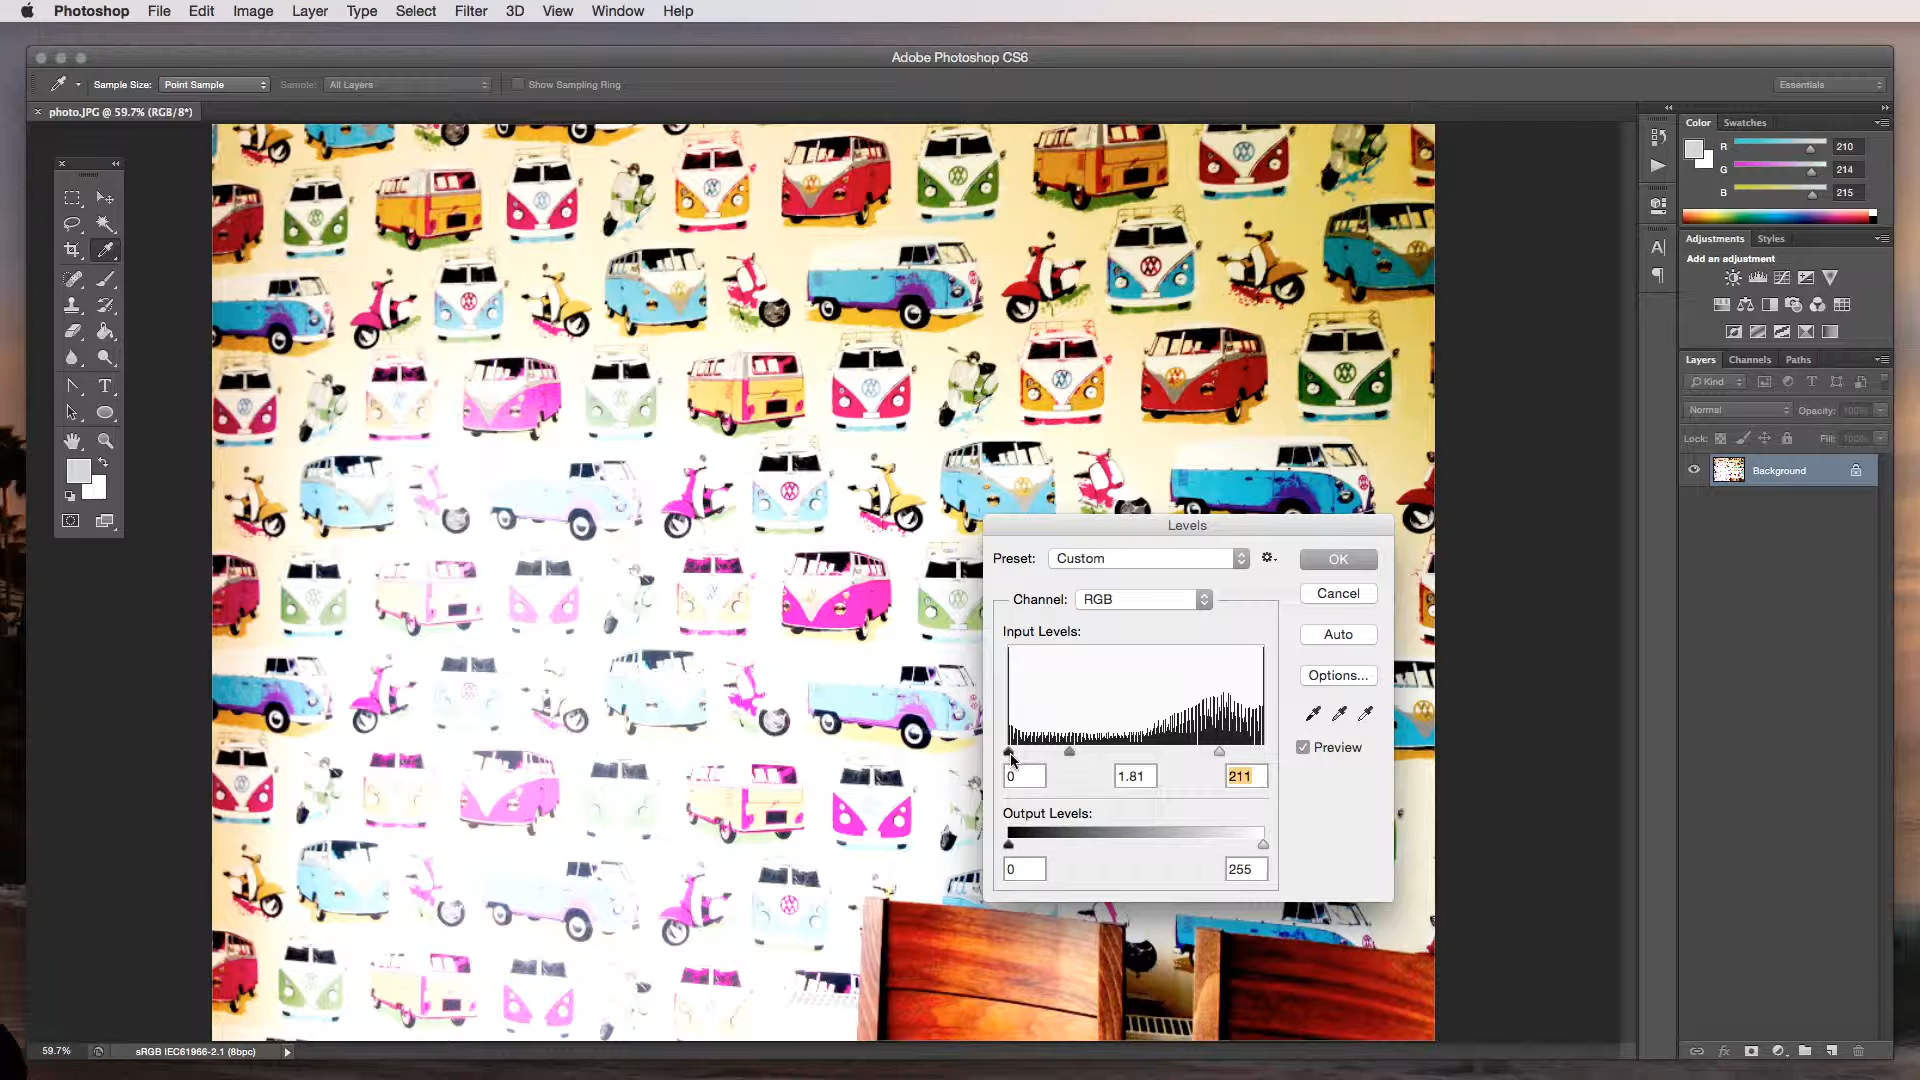 Photoshop File Edit Image Layer Type Select Filter 3D View Window Help
Adobe Photoshop CS6
Sample Size: Point Sample Sample: All Layers Show Sampling Ring Essentials
photo.JPG @ 59.7% (RGB/8*)
Color Swatches
R 210
G 214
B 215
Adjustments Styles
Add an adjustment
Layers Channels Paths
Kind
Normal Opacity: 100%
Lock: Fill: 100%
Background
Levels
Preset: Custom OK
Channel: RGB Cancel
Input Levels: Auto
Options...
Preview
0 1.81 211
Output Levels:
0 255
59.7% sRGB IEC61966-2.1 (8bpc)